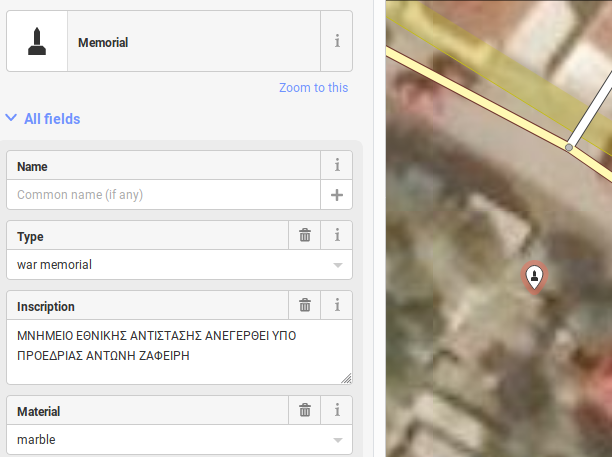 Memorial
Zoom to this
All fields
Name
Common name (if any)
Type
war memorial
Inscription
ΜΝΗΜΕΙΟ ΕΘΝΙΚΗΣ ΑΝΤΙΣΤΑΣΗΣ ΑΝΕΓΕΡΘΕΙ ΥΠΟ
ΠΡΟΕΔΡΙΑΣ ΑΝΤΩΝΗ ΖΑΦΕΙΡΗ
Material
marble